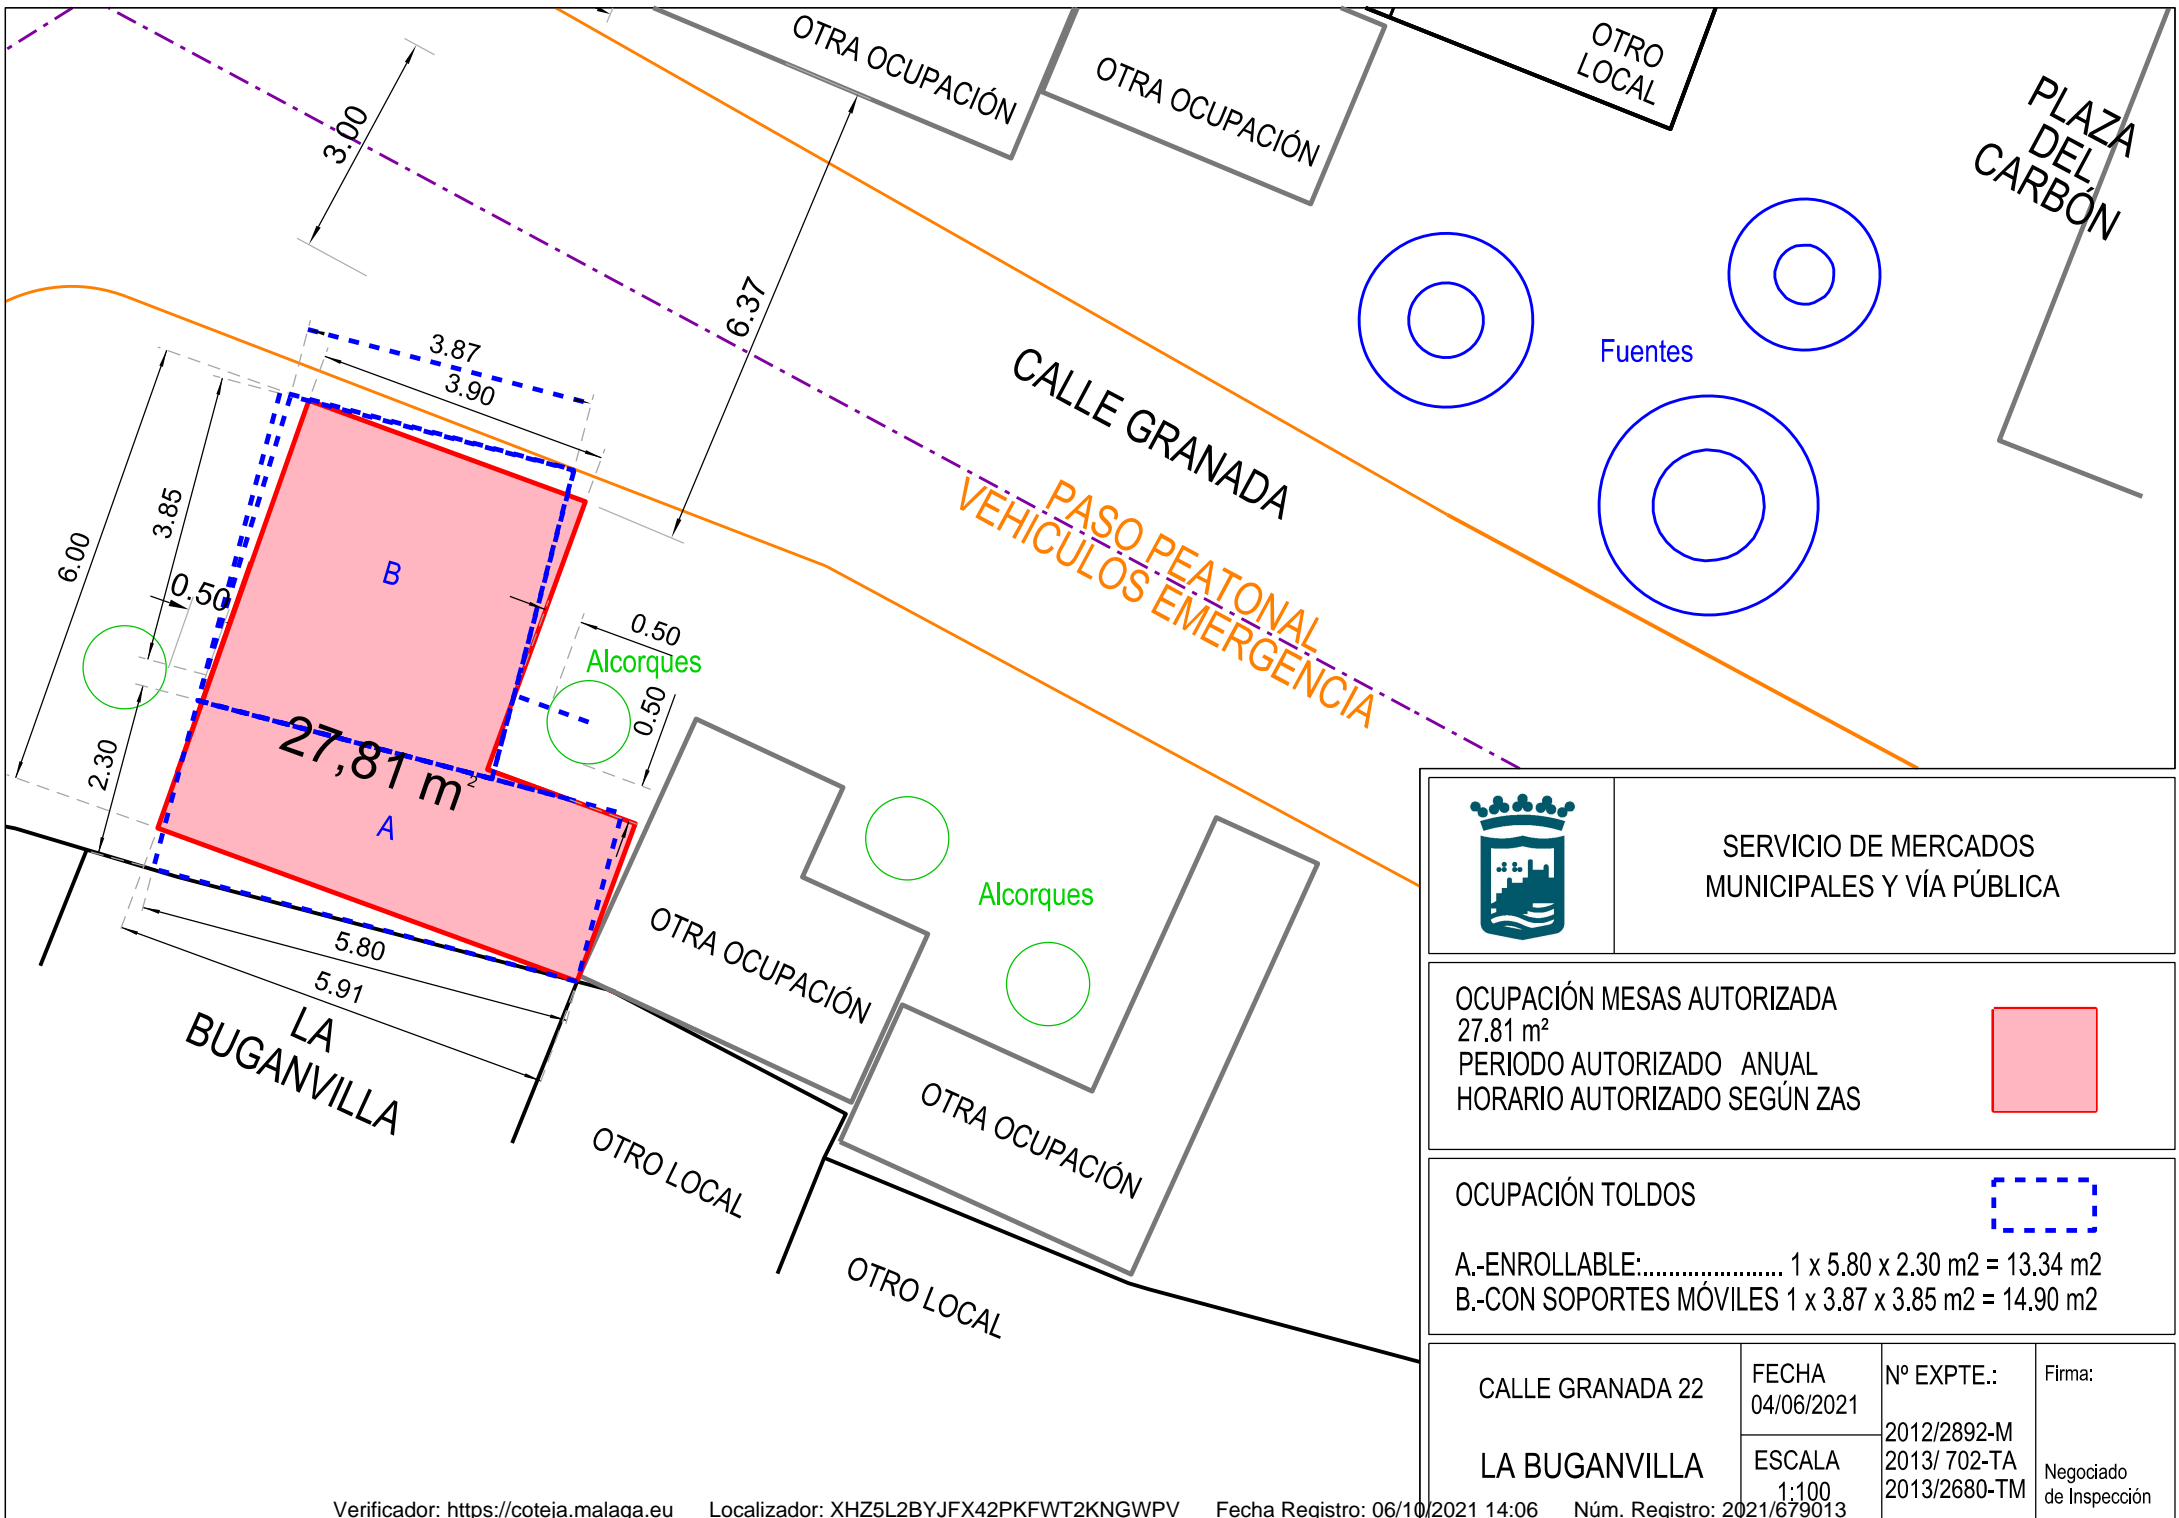 OTRA OCUPACIÓN
OTRA OCUPACIÓN
OTRO
LOCAL
PLAZA
DEL
CARBÓN
3.00
6.37
3.87
3.90
3.85
6.00
0.50
B
0.50
Alcorques
0.50
2.30
27,81 m²
A
5.80
5.91
LA
BUGANVILLA
CALLE GRANADA
PASO PEATONAL
VEHICULOS EMERGENCIA
Fuentes
Alcorques
OTRA OCUPACIÓN
OTRA OCUPACIÓN
OTRO LOCAL
OTRO LOCAL
SERVICIO DE MERCADOS
MUNICIPALES Y VÍA PÚBLICA
OCUPACIÓN MESAS AUTORIZADA
27.81 m²
PERIODO AUTORIZADO ANUAL
HORARIO AUTORIZADO SEGÚN ZAS
OCUPACIÓN TOLDOS
A.-ENROLLABLE:..................... 1 x 5.80 x 2.30 m2 = 13.34 m2
B.-CON SOPORTES MÓVILES 1 x 3.87 x 3.85 m2 = 14.90 m2
CALLE GRANADA 22
LA BUGANVILLA
FECHA
04/06/2021
ESCALA
1:100
Nº EXPTE.:
2012/2892-M
2013/ 702-TA
2013/2680-TM
Firma:
Negociado
de Inspección
Verificador: https://coteja.malaga.eu Localizador: XHZ5L2BYJFX42PKFWT2KNGWPV Fecha Registro: 06/10/2021 14:06 Núm. Registro: 2021/679013